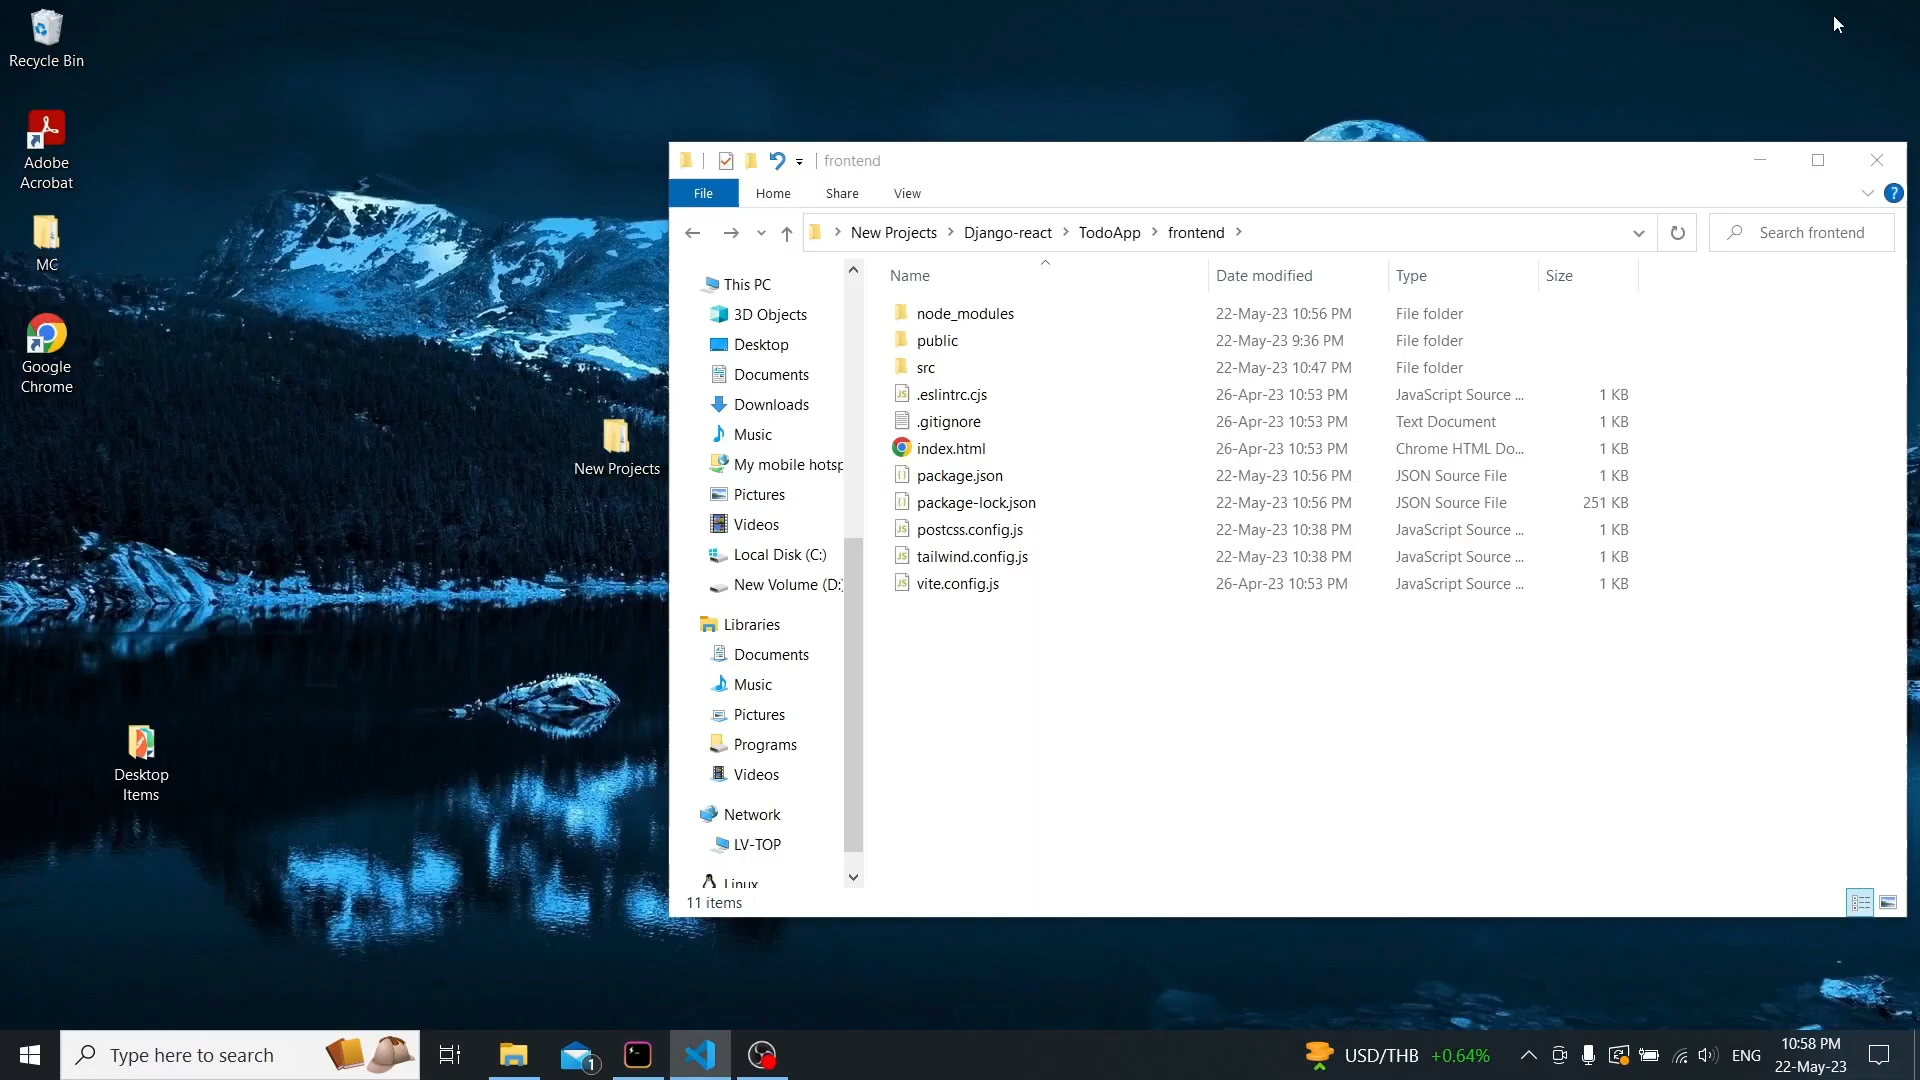 Recycle Bin
Adobe
Acrobat
MC
Google
Chrome
New Projects
Desktop
Items
frontend
File
Home
Share
View
?
New Projects
Django-react
TodoApp
frontend
Search frontend
This PC
3D Objects
Desktop
Documents
Downloads
Music
My mobile hotsp
Pictures
Videos
Local Disk (C:)
New Volume (D:)
Libraries
Documents
Music
Pictures
Programs
Videos
Network
LV-TOP
Linux
Name Date modified Type Size
node_modules 22-May-23 10:56 PM File folder
public 22-May-23 9:36 PM File folder
src 22-May-23 10:47 PM File folder
.eslintrc.cjs 26-Apr-23 10:53 PM JavaScript Source ... 1 KB
.gitignore 26-Apr-23 10:53 PM Text Document 1 KB
index.html 26-Apr-23 10:53 PM Chrome HTML Do... 1 KB
package.json 22-May-23 10:56 PM JSON Source File 1 KB
package-lock.json 22-May-23 10:56 PM JSON Source File 251 KB
postcss.config.js 22-May-23 10:38 PM JavaScript Source ... 1 KB
tailwind.config.js 22-May-23 10:38 PM JavaScript Source ... 1 KB
vite.config.js 26-Apr-23 10:53 PM JavaScript Source ... 1 KB
11 items
Type here to search
1
USD/THB +0.64%
ENG
10:58 PM
22-May-23